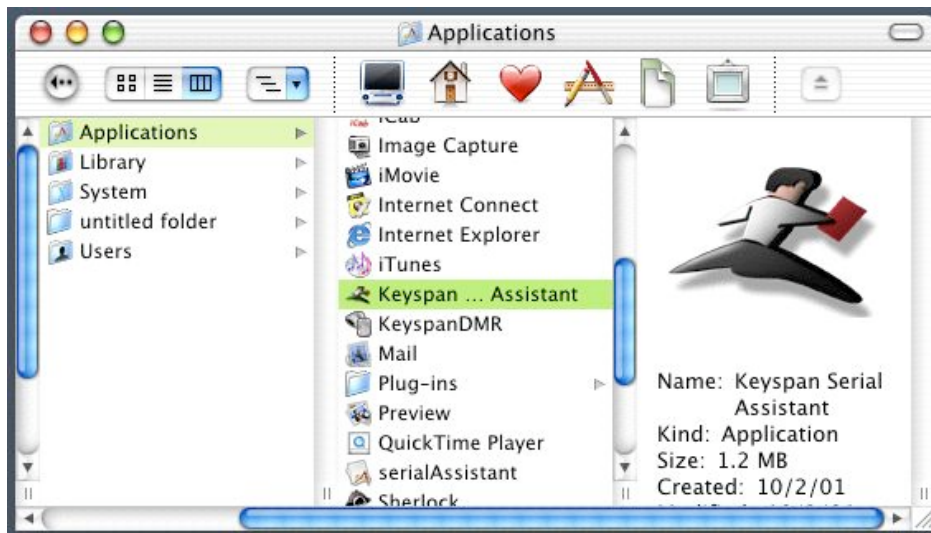 Applications
Applications
Library
System
untitled folder
Users
iCab
Image Capture
iMovie
Internet Connect
Internet Explorer
iTunes
Keyspan ... Assistant
KeyspanDMR
Mail
Plug-ins
Preview
QuickTime Player
serialAssistant
Sherlock
Name: Keyspan Serial
Assistant
Kind: Application
Size: 1.2 MB
Created: 10/2/01